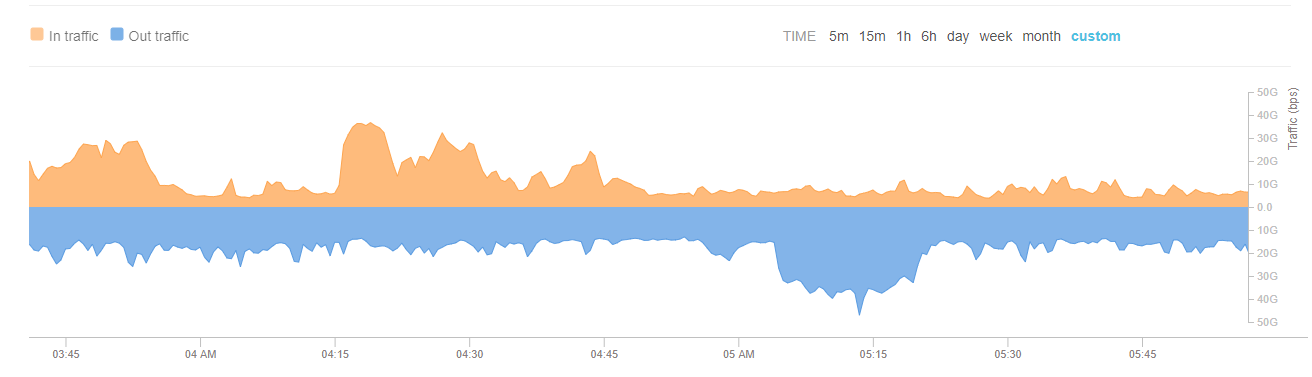 In traffic Out traffic TIME 5m 15m 1h 6h day week month custom
50G
40G
30G
20G
10G
0.0
10G
20G
30G
40G
50G
Traffic (bps)
03:45 04 AM 04:15 04:30 04:45 05 AM 05:15 05:30 05:45